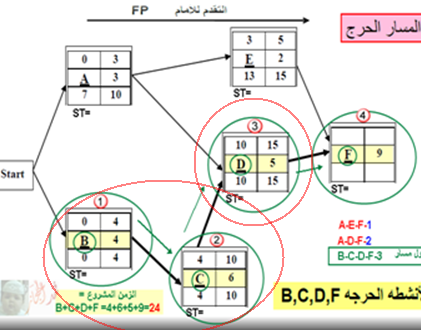 FP التقدم للامام
المسار الحرج
0 3
A 3
7 10
ST=
3 5
E 2
13 15
ST=
Start
3
10 15
D 5
10 15
ST=
4
F 9
ST=
1
0 4
B 4
0 4
ST=
2
4 10
C 6
4 10
ST=
A-E-F-1
A-D-F-2
مسار B-C-D-F-3
الزمن المشروع =
B+C+D+F =4+6+5+9=24
الحرجه B,C,D,F